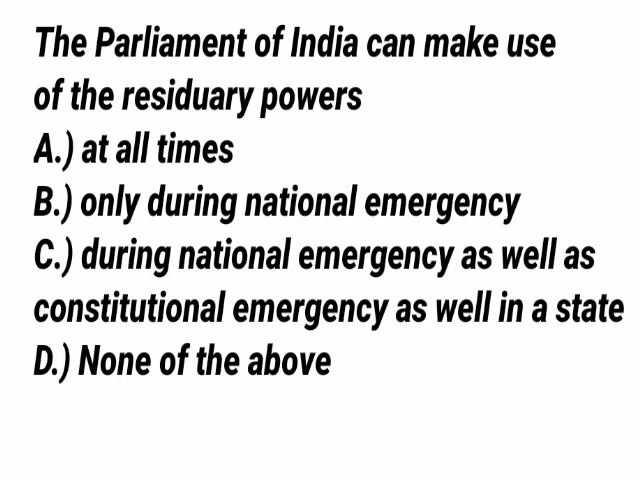 The Parliament of India can make use
of the residuary powers
A.) at all times
B.) only during national emergency
C.) during national emergency as well as
constitutional emergency as well in a state
D.) None of the above